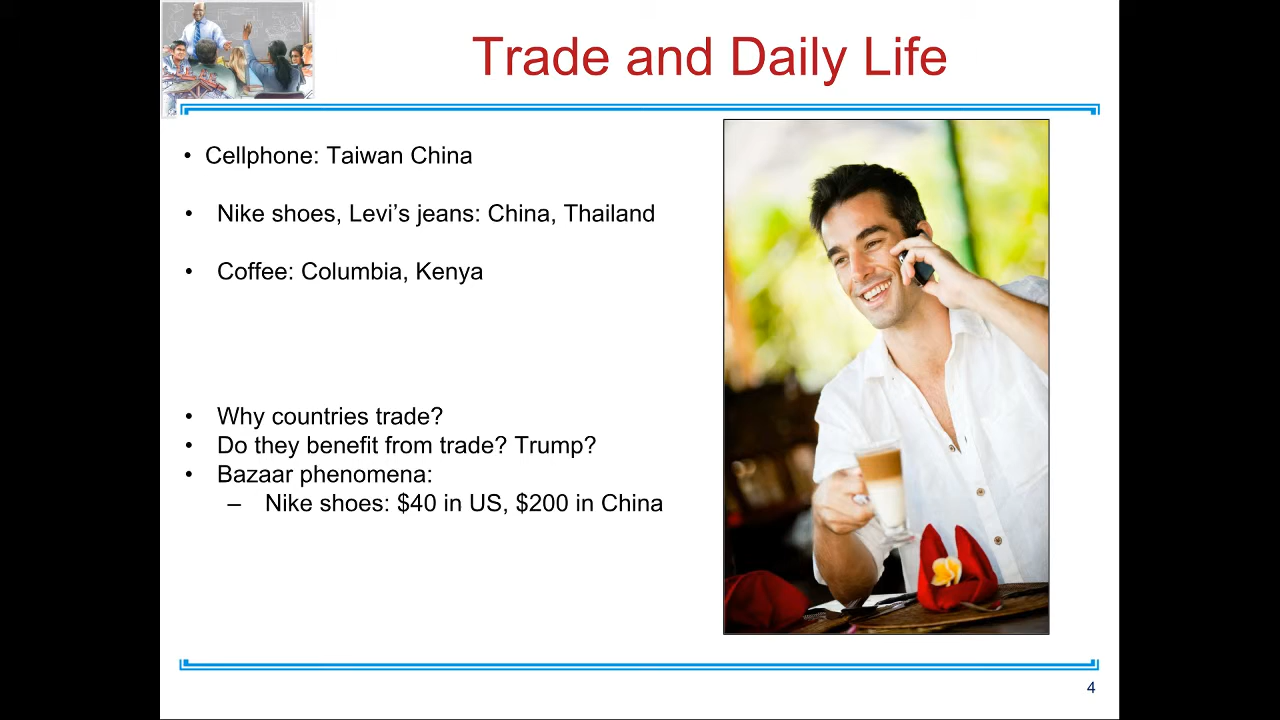 Trade and Daily Life
• Cellphone: Taiwan China
• Nike shoes, Levi’s jeans: China, Thailand
• Coffee: Columbia, Kenya
• Why countries trade?
• Do they benefit from trade? Trump?
• Bazaar phenomena:
– Nike shoes: $40 in US, $200 in China
4